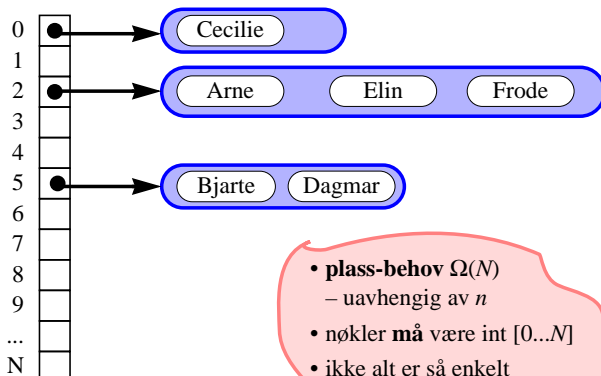 0 Cecilie
1
2 Arne Elin Frode
3
4
5 Bjarte Dagmar
6
7
8
9
...
N
• plass-behov Ω(N)
– uavhengig av n
• nøkler må være int [0...N]
• ikke alt er så enkelt